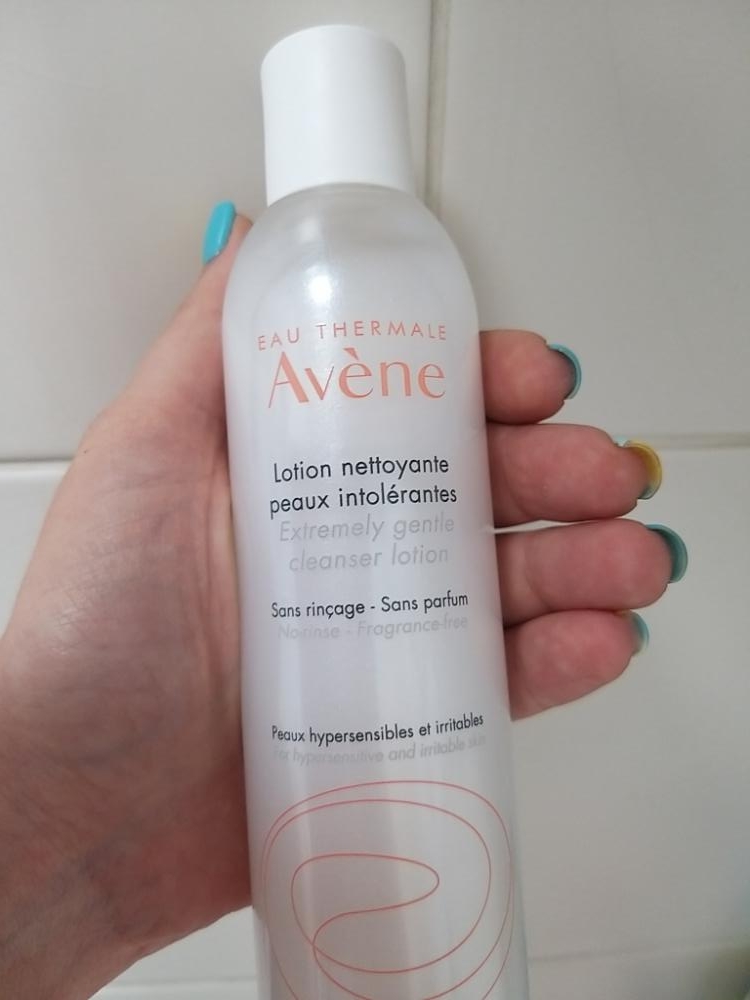 EAU THERMALE
Avène
Lotion nettoyante
peaux intolérantes
Extremely gentle
cleanser lotion
Sans rinçage - Sans parfum
No-rinse - Fragrance-free
Peaux hypersensibles et irritables
For hypersensitive and irritable skin